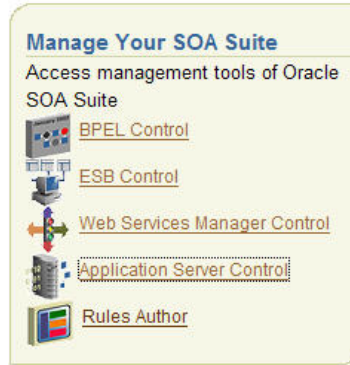 Manage Your SOA Suite
Access management tools of Oracle
SOA Suite
BPEL Control
ESB Control
Web Services Manager Control
Application Server Control
Rules Author